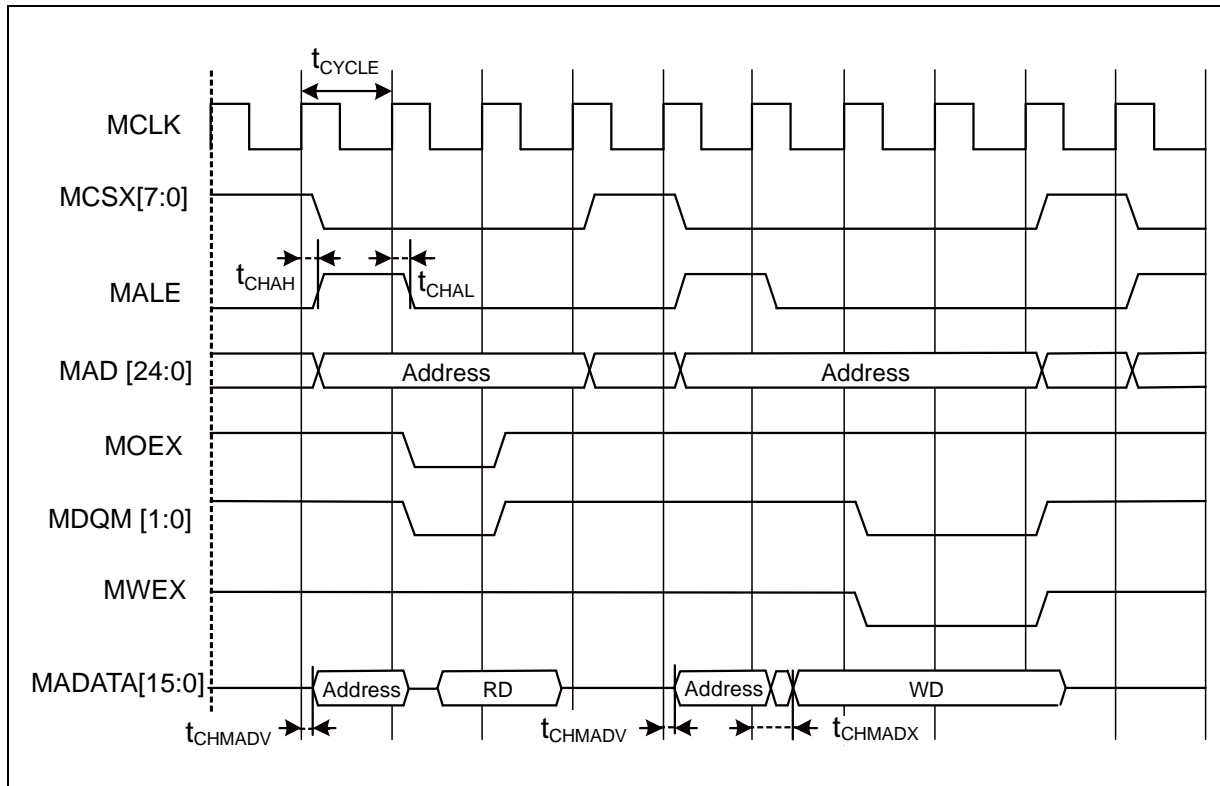 tCYCLE
MCLK
MCSX[7:0]
tCHAH
tCHAL
MALE
MAD [24:0]
Address
Address
MOEX
MDQM [1:0]
MWEX
MADATA[15:0]
Address
RD
Address
WD
tCHMADV
tCHMADV
tCHMADX